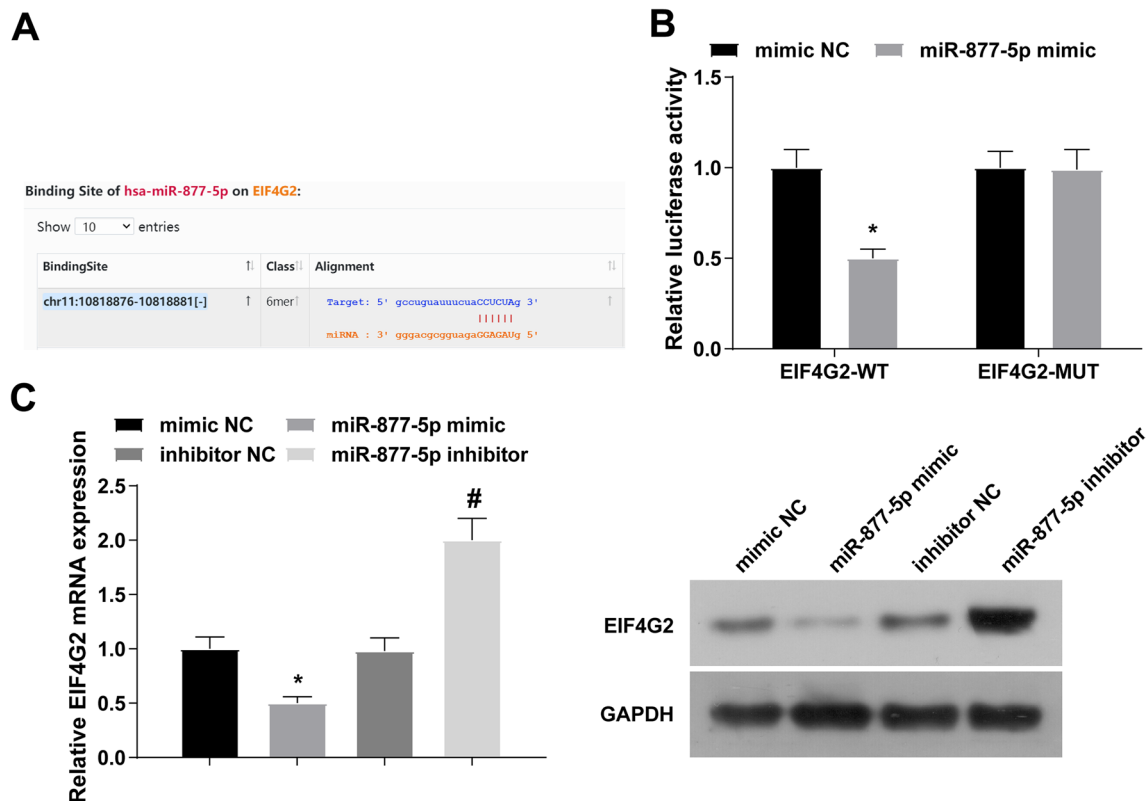 A
Binding Site of hsa-miR-877-5p on EIF4G2:
Show 10 entries
BindingSite Class Alignment
chr11:10818876-10818881[-] 6mer Target: 5' gccuguauuucuaCCUCUAg 3'
||||||
miRNA : 3' gggacgcgguagaGGAGAUg 5'
B
mimic NC miR-877-5p mimic
Relative luciferase activity
1.5
1.0
0.5
0.0
*
EIF4G2-WT EIF4G2-MUT
C
mimic NC miR-877-5p mimic
inhibitor NC miR-877-5p inhibitor
Relative EIF4G2 mRNA expression
2.5
2.0
1.5
1.0
0.5
0.0
*
#
mimic NC
miR-877-5p mimic
inhibitor NC
miR-877-5p inhibitor
EIF4G2
GAPDH